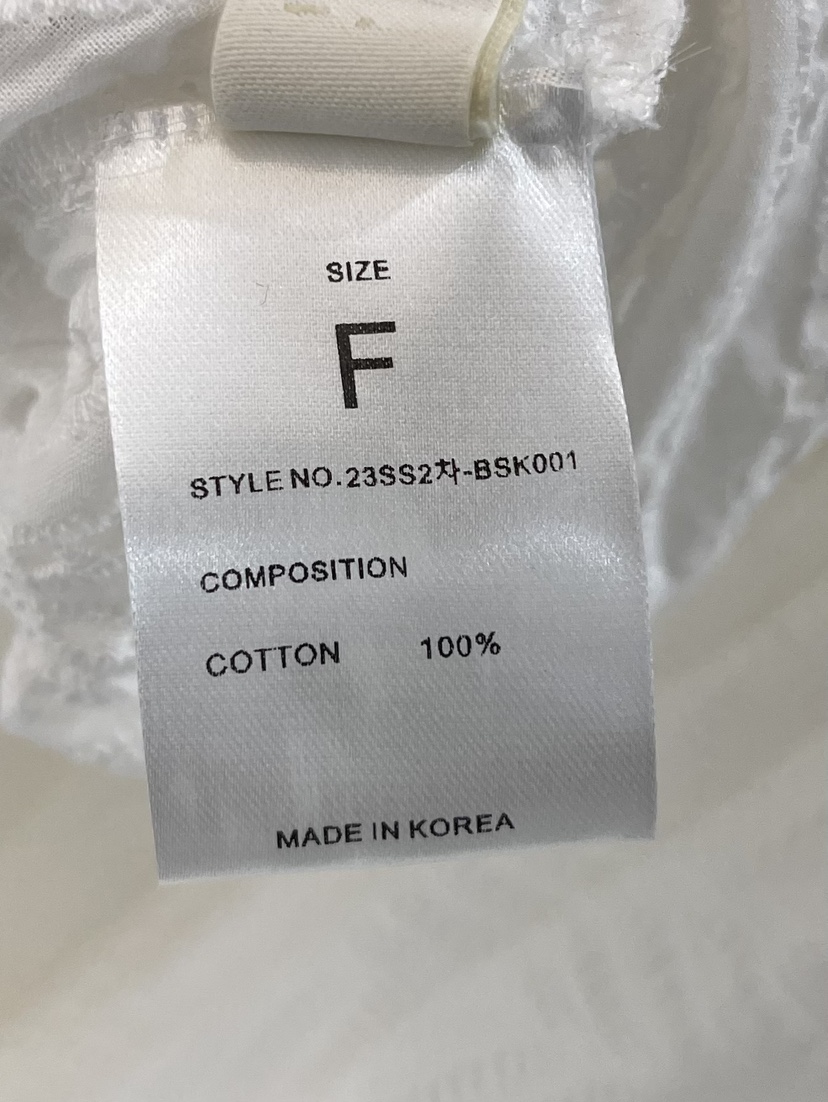 SIZE
F
STYLE NO.23SS2차-BSK001
COMPOSITION
COTTON 100%
MADE IN KOREA